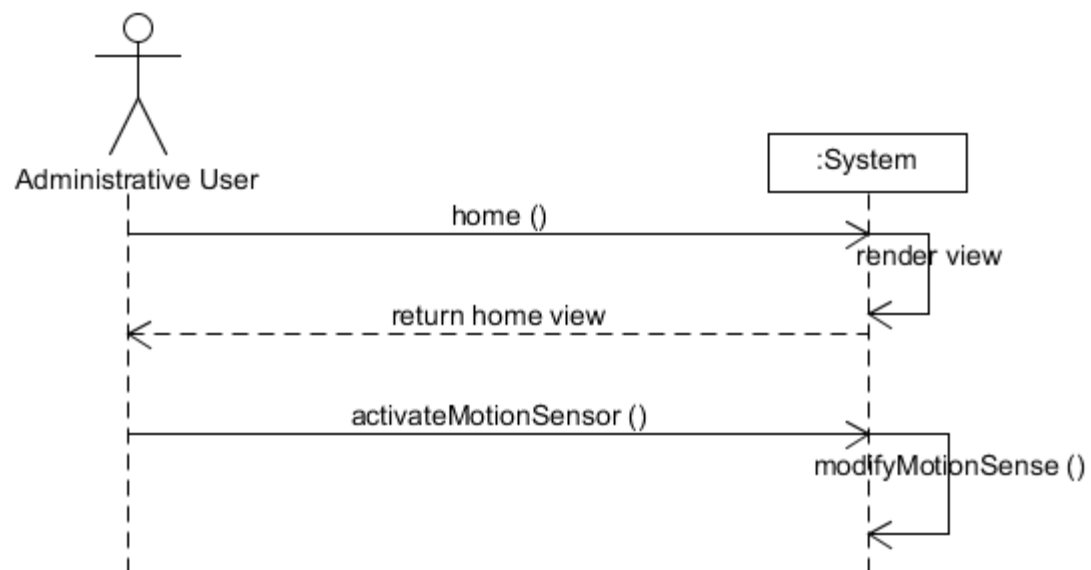 Administrative User
:System
home ()
render view
return home view
activateMotionSensor ()
modifyMotionSense ()